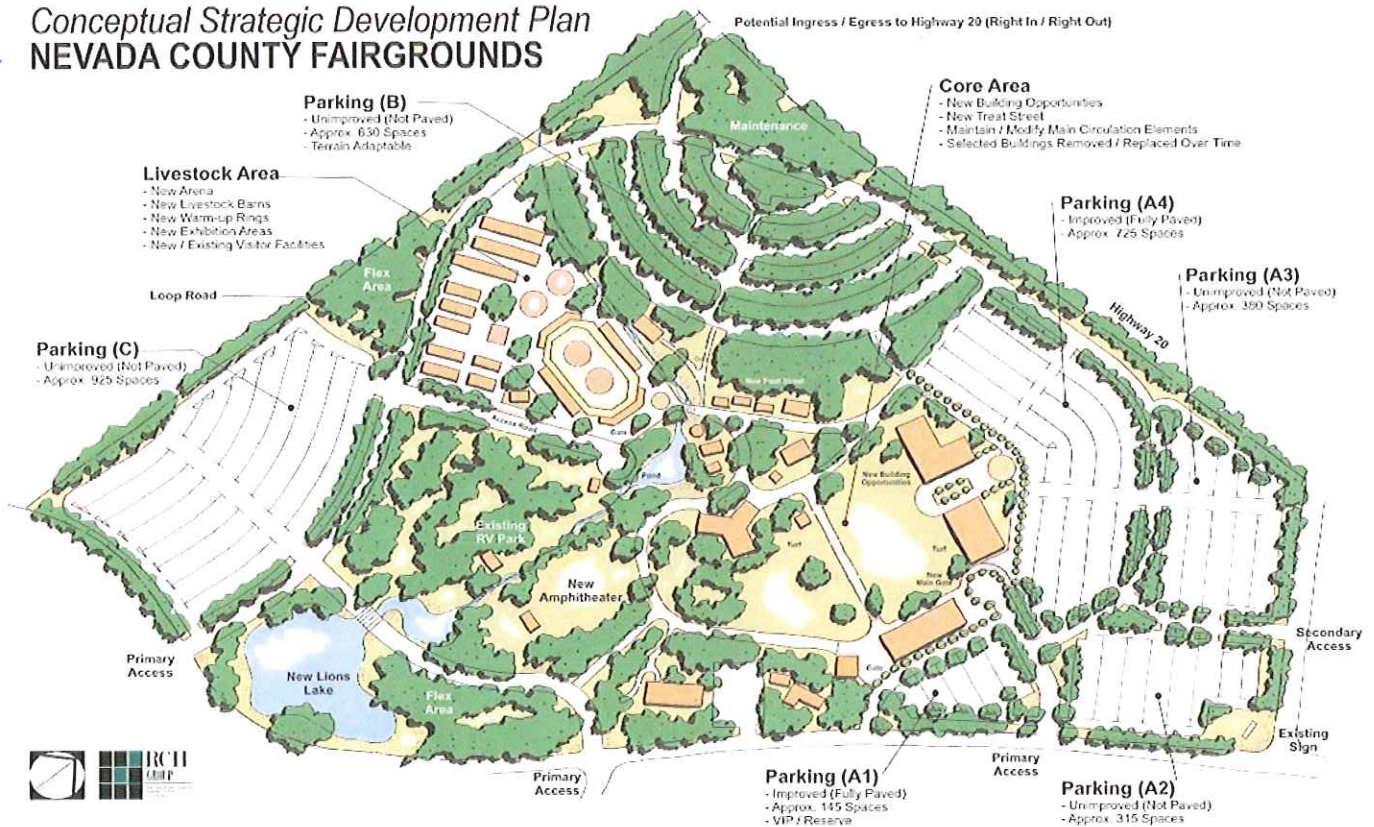 Conceptual Strategic Development Plan
NEVADA COUNTY FAIRGROUNDS
Potential Ingress / Egress to Highway 20 (Right In / Right Out)
Parking (B)
- Unimproved (Not Paved)
- Approx. 630 Spaces
- Terrain Adaptable
Core Area
- New Building Opportunities
- New Treat Street
- Maintain / Modify Main Circulation Elements
- Selected Buildings Removed / Replaced Over Time
Maintenance
Livestock Area
- New Arena
- New Livestock Barns
- New Warm-up Rings
- New Exhibition Areas
- New / Existing Visitor Facilities
Parking (A4)
- Improved (Fully Paved)
- Approx. 725 Spaces
Flex
Area
Parking (A3)
- Unimproved (Not Paved)
- Approx. 380 Spaces
Loop Road
Highway 20
Parking (C)
- Unimproved (Not Paved)
- Approx. 925 Spaces
New Food Street
Access Road
Gate
Pond
New Building
Opportunities
Existing
RV Park
Turf
Turf
New
Amphitheater
New
Main Gate
Secondary
Access
Primary
Access
New Lions
Lake
Gate
Flex
Area
Existing
Sign
RCH
GROUP
Primary
Access
Primary
Access
Parking (A1)
- Improved (Fully Paved)
- Approx. 145 Spaces
- VIP / Reserve
Parking (A2)
- Unimproved (Not Paved)
- Approx. 315 Spaces